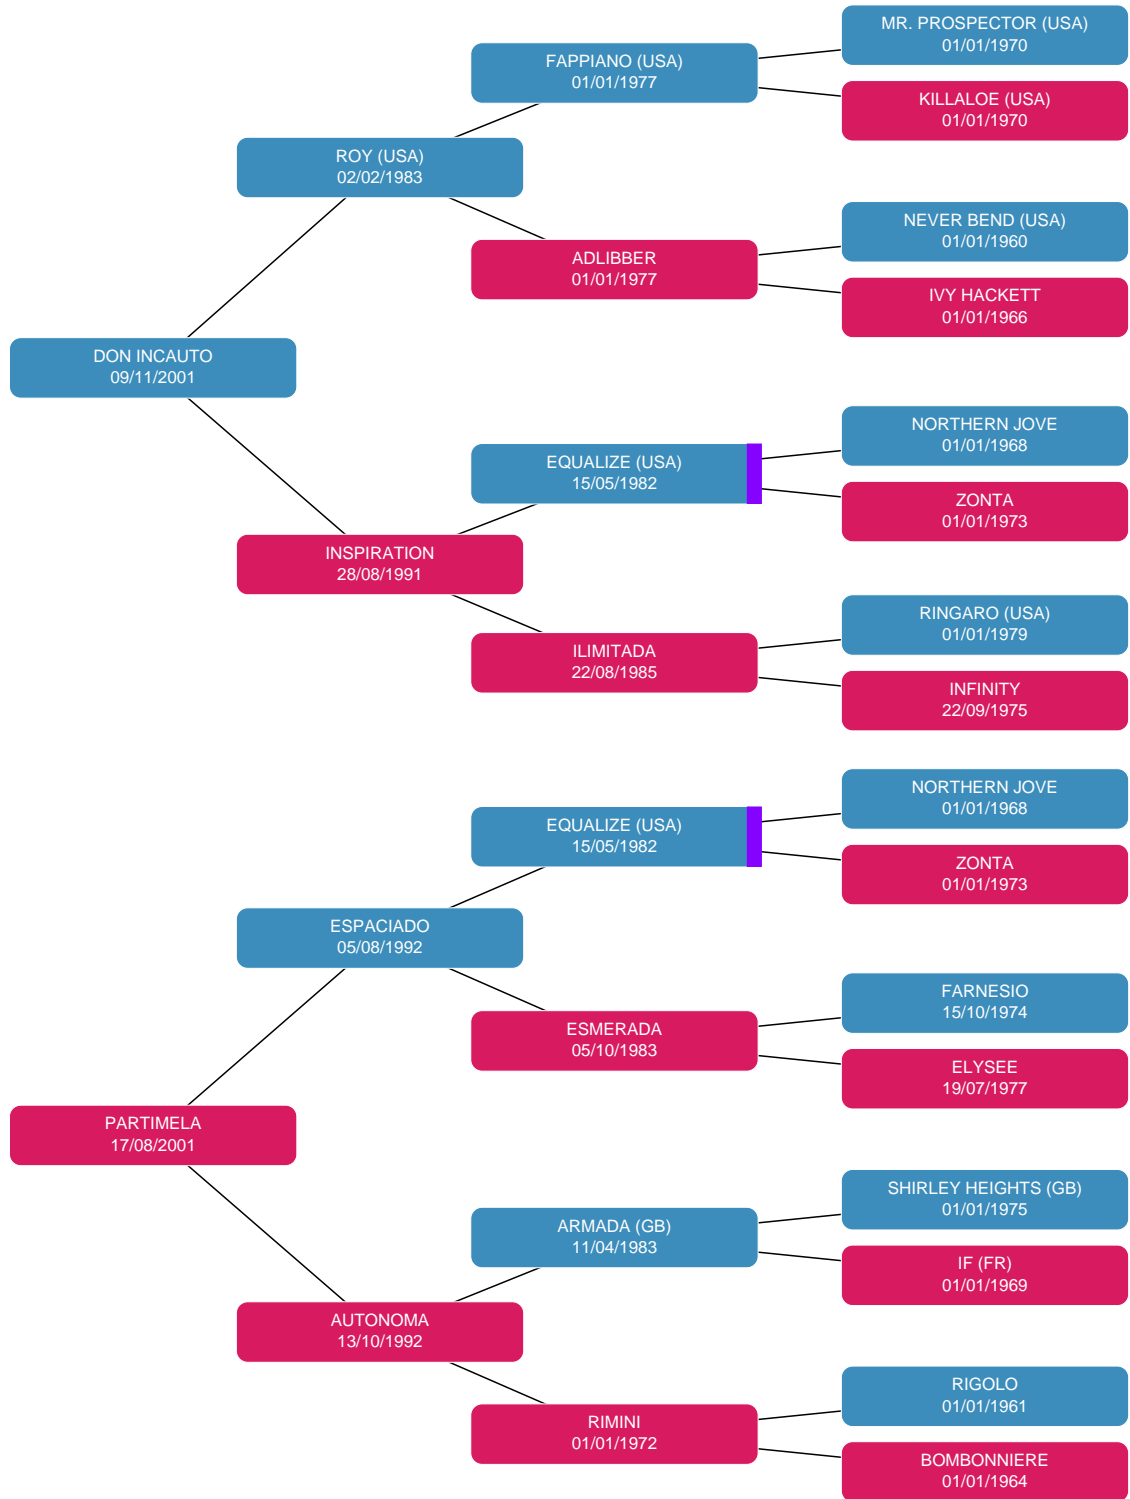 MR. PROSPECTOR (USA)
01/01/1970
FAPPIANO (USA)
01/01/1977
KILLALOE (USA)
01/01/1970
ROY (USA)
02/02/1983
NEVER BEND (USA)
01/01/1960
ADLIBBER
01/01/1977
IVY HACKETT
01/01/1966
DON INCAUTO
09/11/2001
NORTHERN JOVE
01/01/1968
EQUALIZE (USA)
15/05/1982
ZONTA
01/01/1973
INSPIRATION
28/08/1991
RINGARO (USA)
01/01/1979
ILIMITADA
22/08/1985
INFINITY
22/09/1975
NORTHERN JOVE
01/01/1968
EQUALIZE (USA)
15/05/1982
ZONTA
01/01/1973
ESPACIADO
05/08/1992
FARNESIO
15/10/1974
ESMERADA
05/10/1983
ELYSEE
19/07/1977
PARTIMELA
17/08/2001
SHIRLEY HEIGHTS (GB)
01/01/1975
ARMADA (GB)
11/04/1983
IF (FR)
01/01/1969
AUTONOMA
13/10/1992
RIGOLO
01/01/1961
RIMINI
01/01/1972
BOMBONNIERE
01/01/1964